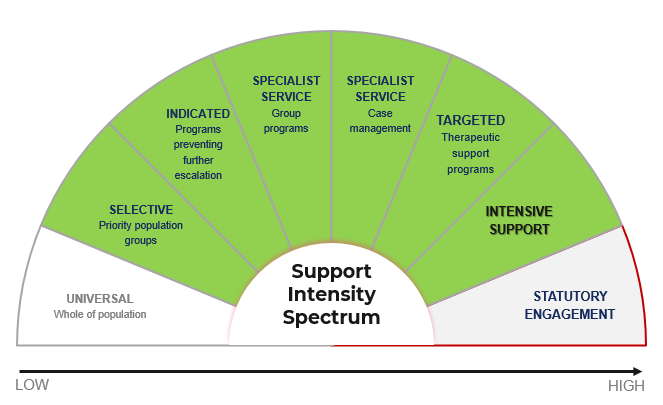 UNIVERSAL
Whole of population
SELECTIVE
Priority population
groups
INDICATED
Programs
preventing
further
escalation
SPECIALIST
SERVICE
Group
programs
SPECIALIST
SERVICE
Case
management
TARGETED
Therapeutic
support
programs
INTENSIVE
SUPPORT
STATUTORY
ENGAGEMENT
Support
Intensity
Spectrum
LOW
HIGH